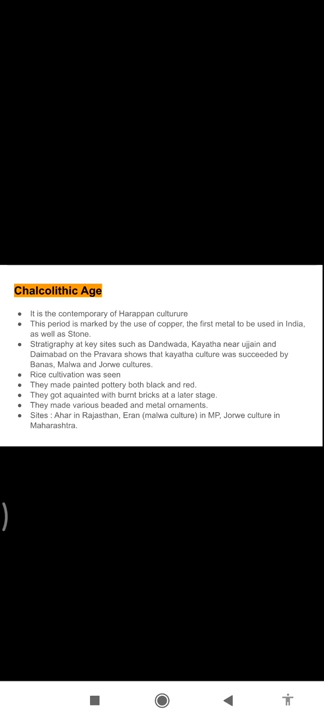 Chalcolithic Age
● It is the contemporary of Harappan culturure
● This period is marked by the use of copper, the first metal to be used in India,
as well as Stone.
● Stratigraphy at key sites such as Dandwada, Kayatha near ujjain and
Daimabad on the Pravara shows that kayatha culture was succeeded by
Banas, Malwa and Jorwe cultures.
● Rice cultivation was seen
● They made painted pottery both black and red.
● They got aquainted with burnt bricks at a later stage.
● They made various beaded and metal ornaments.
● Sites : Ahar in Rajasthan, Eran (malwa culture) in MP, Jorwe culture in
Maharashtra.